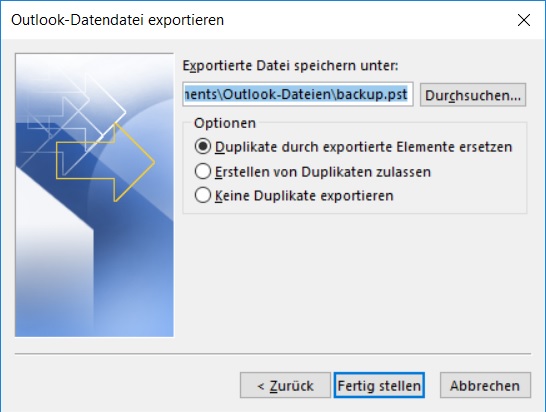 Outlook-Datendatei exportieren
Exportierte Datei speichern unter:
ments\Outlook-Dateien\backup.pst
Durchsuchen...
Optionen
Duplikate durch exportierte Elemente ersetzen
Erstellen von Duplikaten zulassen
Keine Duplikate exportieren
< Zurück
Fertig stellen
Abbrechen